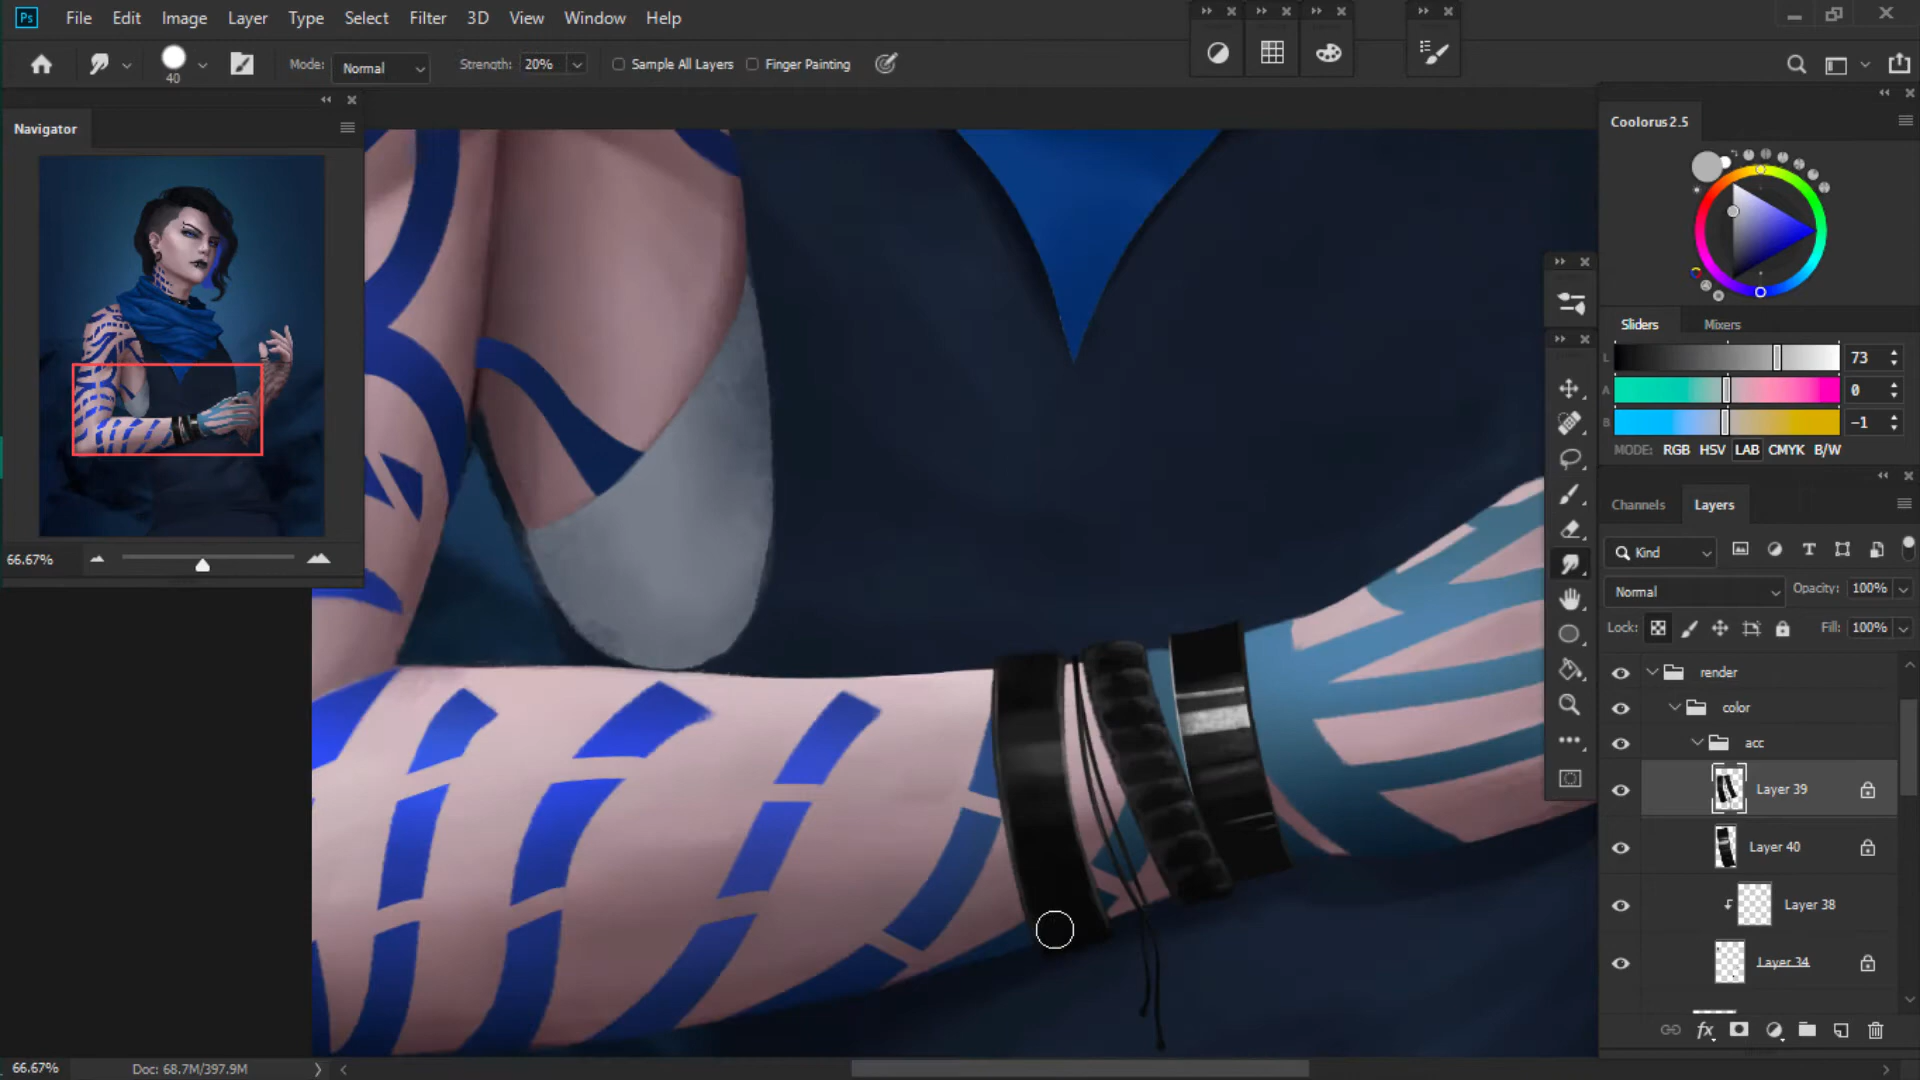 Ps File Edit Image Layer Type Select Filter 3D View Window Help
40 Mode: Normal Strength: 20% Sample All Layers Finger Painting
Navigator
66.67%
Coolorus 2.5
Sliders Mixers
L 73
A 0
B -1
MODE: RGB HSV LAB CMYK B/W
Channels Layers
Kind
Normal Opacity: 100%
Lock: Fill: 100%
render
color
acc
Layer 39
Layer 40
Layer 38
Layer 34
fx
66.67% Doc: 68.7M/397.9M